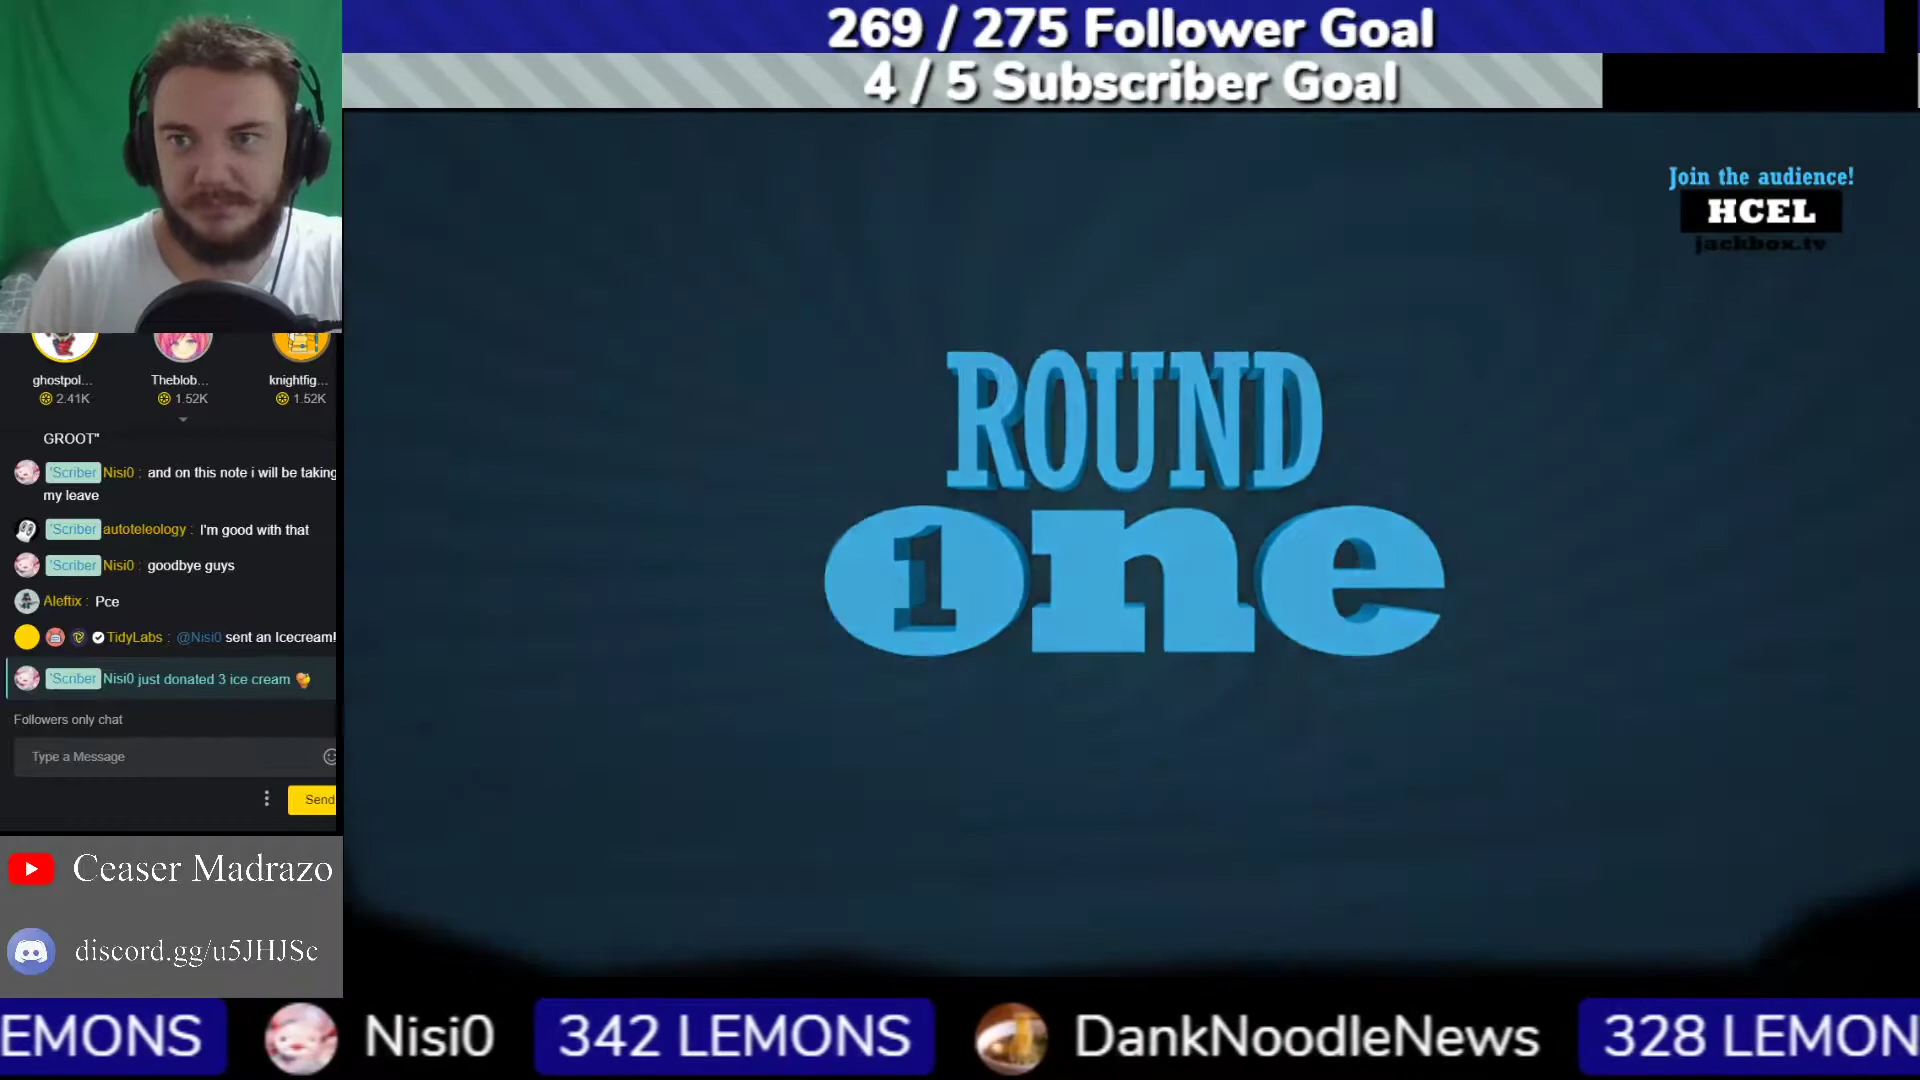 269 / 275 Follower Goal
4 / 5 Subscriber Goal
Join the audience!
HCEL
jackbox.tv
ROUND
One
1
ghostpol... Theblob... knightfig...
2.41K 1.52K 1.52K
GROOT"
'Scriber Nisi0 : and on this note i will be taking
my leave
'Scriber autoteleology : I'm good with that
'Scriber Nisi0 : goodbye guys
Aleftix : Pce
TidyLabs : @Nisi0 sent an Icecream!
'Scriber Nisi0 just donated 3 ice cream
Followers only chat
Type a Message
Send
Ceaser Madrazo
discord.gg/u5JHJSc
EMONS Nisi0 342 LEMONS DankNoodleNews 328 LEMON